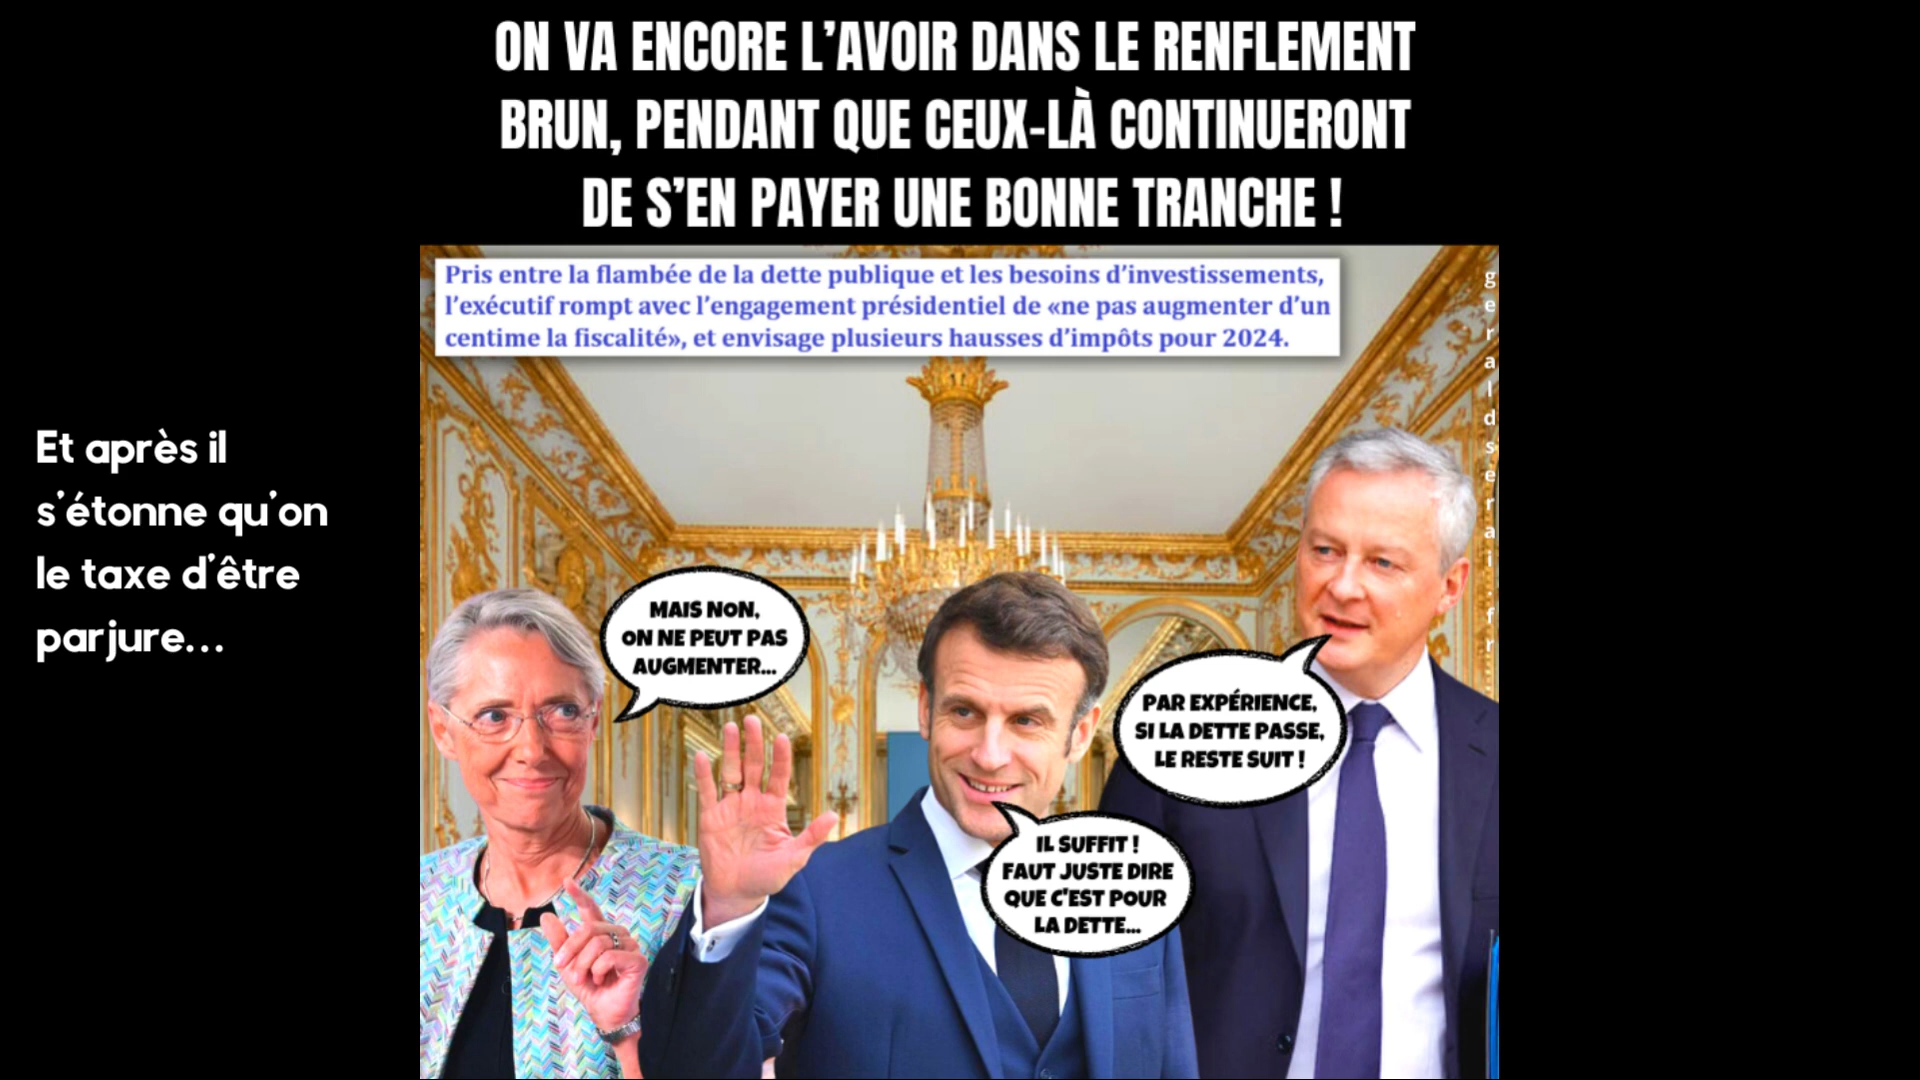 ON VA ENCORE L'AVOIR DANS LE RENFLEMENT
BRUN, PENDANT QUE CEUX-LÀ CONTINUERONT
DE S'EN PAYER UNE BONNE TRANCHE !
Pris entre la flambée de la dette publique et les besoins d'investissements,
l'exécutif rompt avec l'engagement présidentiel de «ne pas augmenter d'un
centime la fiscalité», et envisage plusieurs hausses d'impôts pour 2024.
geraldserrai.fr
Et après il
s'étonne qu'on
le taxe d'être
parjure...
MAIS NON,
ON NE PEUT PAS
AUGMENTER...
PAR EXPÉRIENCE,
SI LA DETTE PASSE,
LE RESTE SUIT !
IL SUFFIT !
FAUT JUSTE DIRE
QUE C'EST POUR
LA DETTE...